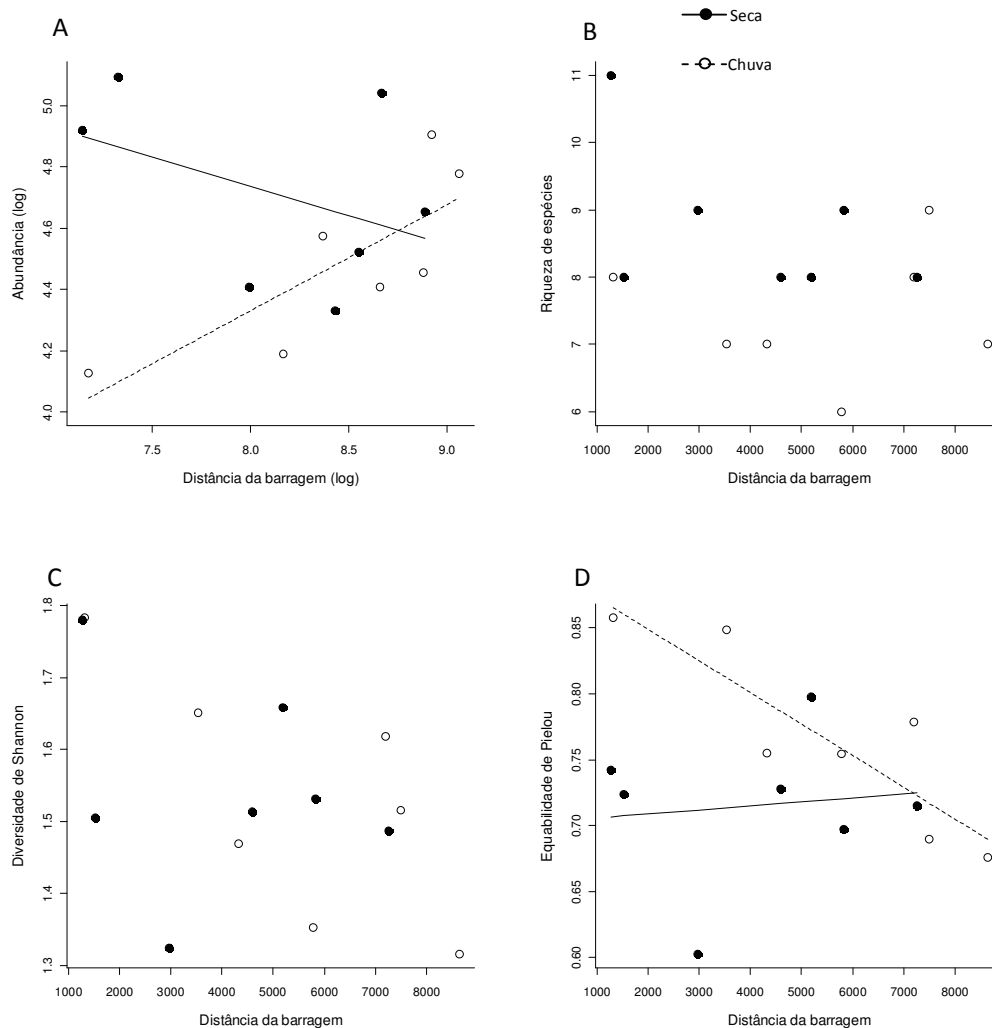 A
B
Seca
Chuva
Abundância (log)
5.0
4.8
4.6
4.4
4.2
4.0
7.5 8.0 8.5 9.0
Distância da barragem (log)
Riqueza de espécies
11
10
9
8
7
6
1000 2000 3000 4000 5000 6000 7000 8000
Distância da barragem
C
D
Diversidade de Shannon
1.8
1.7
1.6
1.5
1.4
1.3
1000 2000 3000 4000 5000 6000 7000 8000
Distância da barragem
Equabilidade de Pielou
0.85
0.80
0.75
0.70
0.65
0.60
1000 2000 3000 4000 5000 6000 7000 8000
Distância da barragem